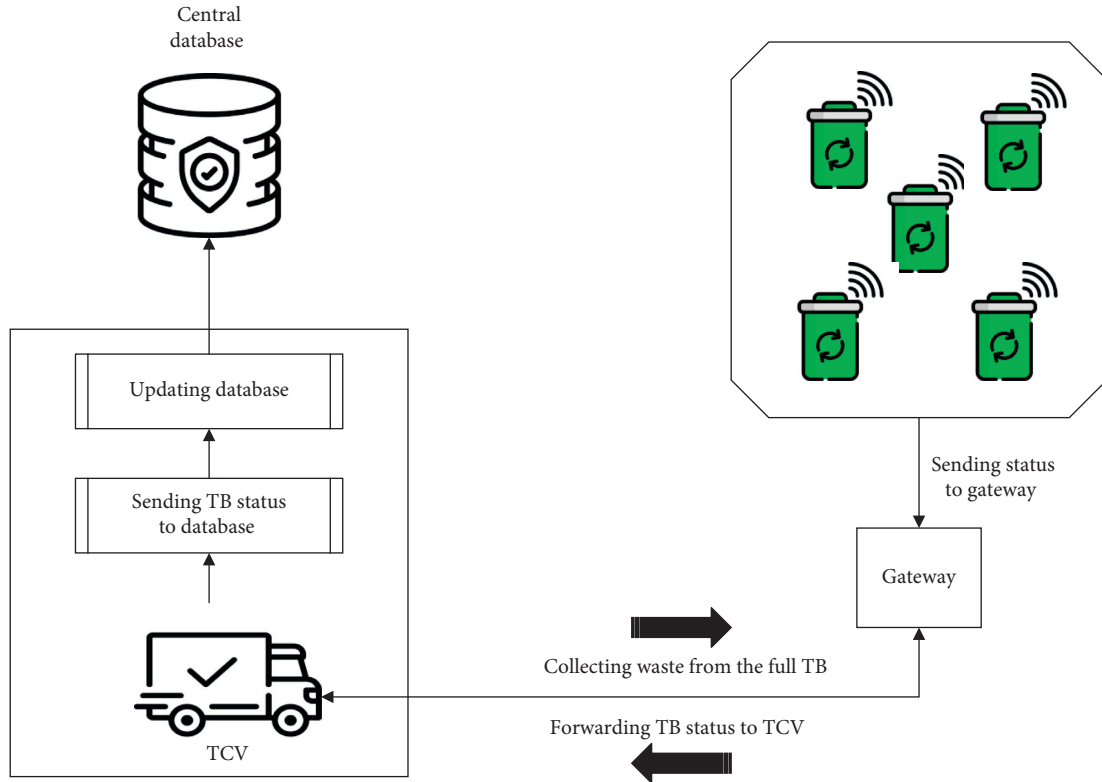 Central
database
Updating database
Sending TB status
to database
TCV
Sending status
to gateway
Gateway
Collecting waste from the full TB
Forwarding TB status to TCV